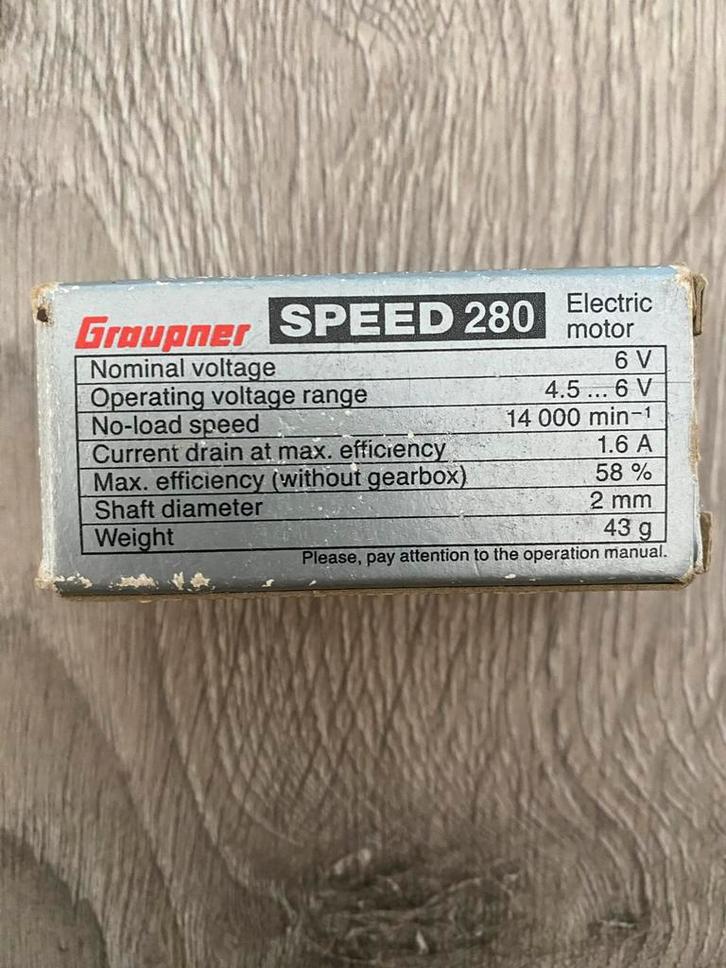 Graupner SPEED 280 Electric motor
Nominal voltage 6 V
Operating voltage range 4.5 ... 6 V
No-load speed 14 000 min⁻¹
Current drain at max. efficiency 1.6 A
Max. efficiency (without gearbox) 58 %
Shaft diameter 2 mm
Weight 43 g
Please, pay attention to the operation manual.